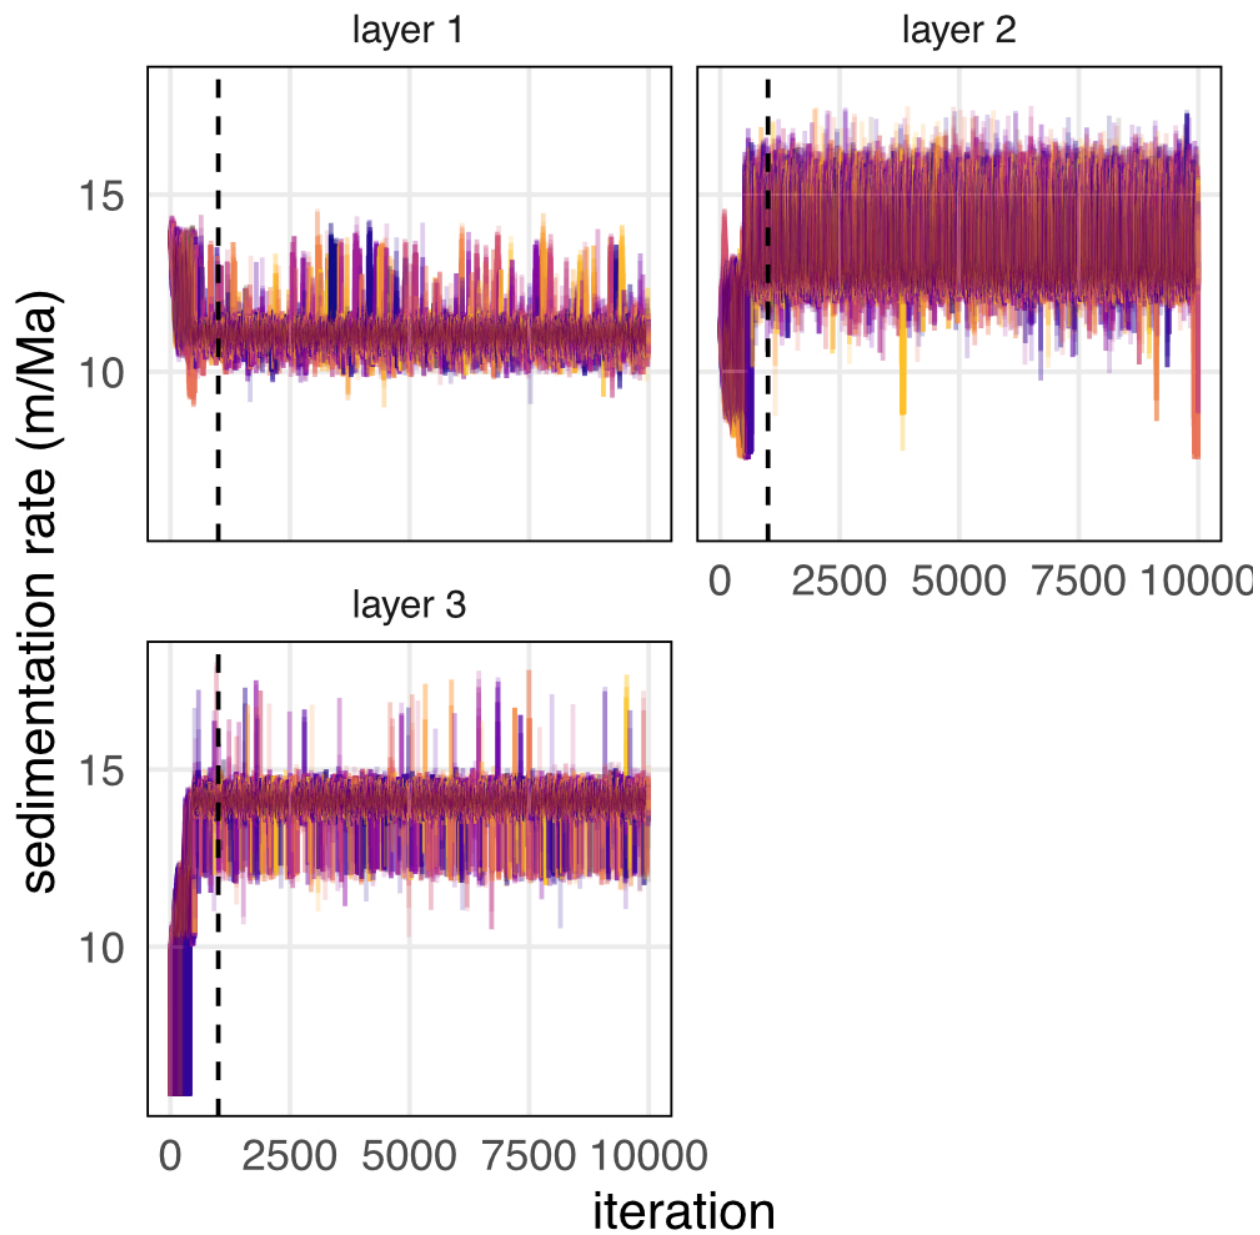 layer 1
layer 2
15
10
0 2500 5000 7500 10000
layer 3
15
10
0 2500 5000 7500 10000
sedimentation rate (m/Ma)
iteration